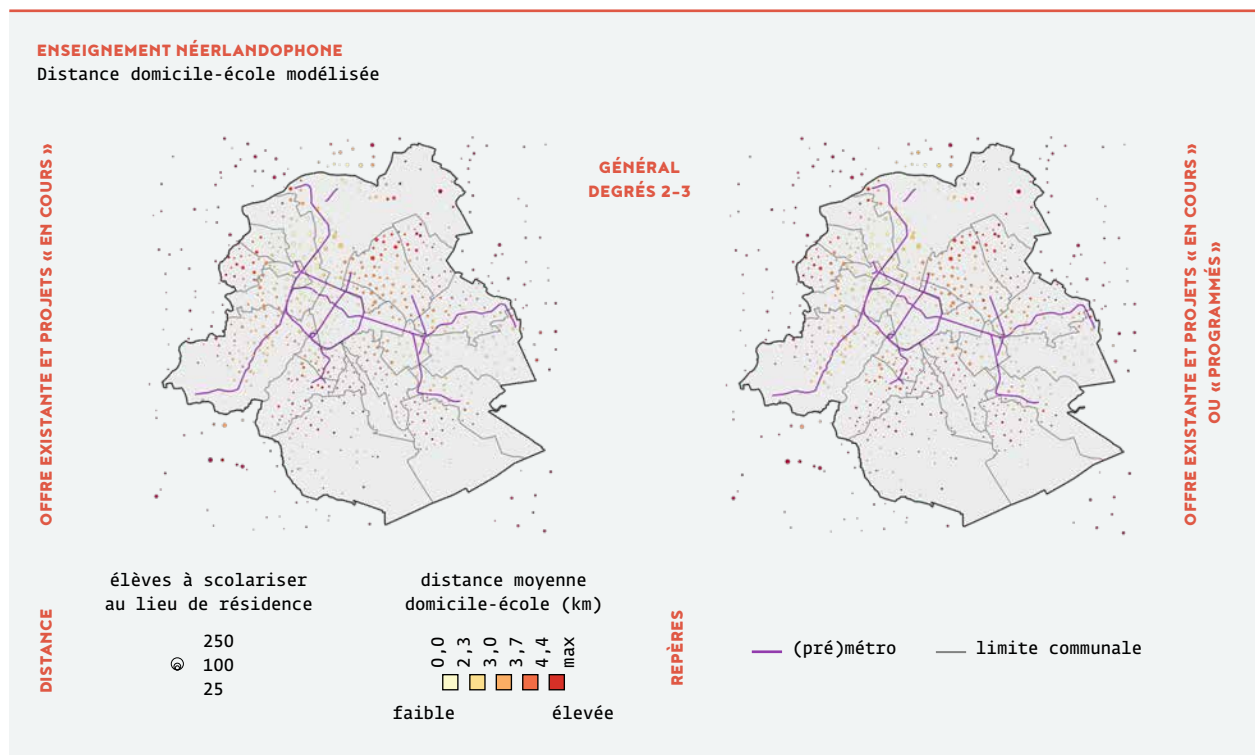 ENSEIGNEMENT NÉERLANDOPHONE
Distance domicile-école modélisée
OFFRE EXISTANTE ET PROJETS « EN COURS »
GÉNÉRAL
DEGRÉS 2-3
OFFRE EXISTANTE ET PROJETS « EN COURS »
OU « PROGRAMMÉS »
DISTANCE
élèves à scolariser
au lieu de résidence
250
100
25
distance moyenne
domicile-école (km)
0,0
2,3
3,0
3,7
4,4
max
faible
élevée
REPÈRES
(pré)métro
limite communale